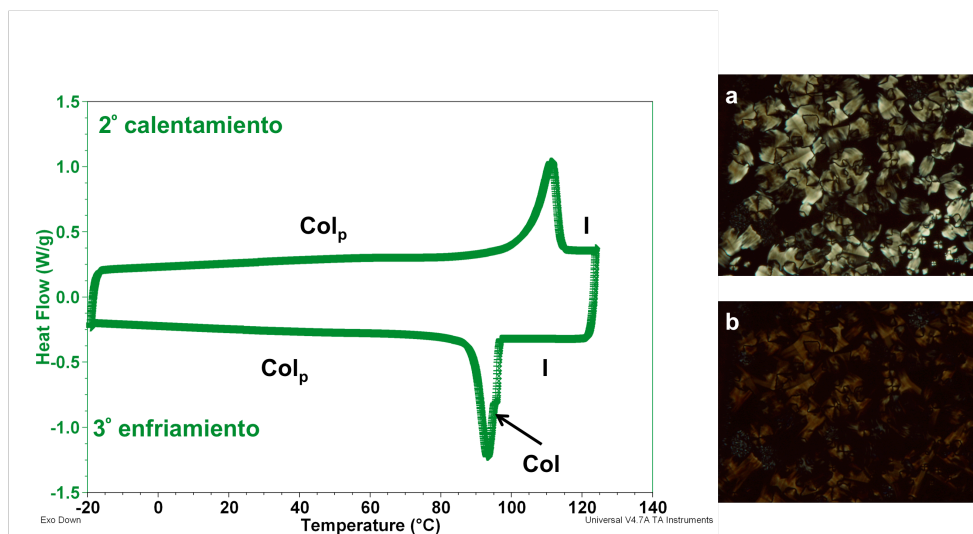 2º calentamiento
1.5
1.0
0.5
0.0
-0.5
-1.0
-1.5
Heat Flow (W/g)
Colp
I
Colp
I
Col
3º enfriamiento
-20
0
20
40
60
80
100
120
140
Exo Down
Temperature (°C)
Universal V4.7A TA Instruments
a
b